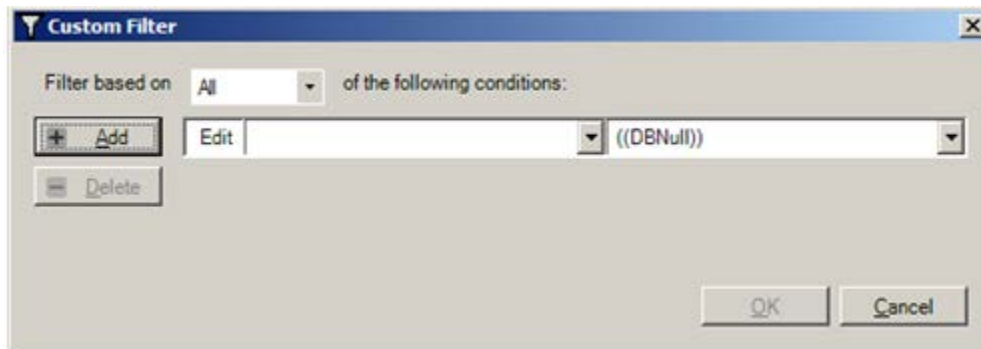 Custom Filter
Filter based on All of the following conditions:
Add Edit ((DBNull))
Delete
OK Cancel